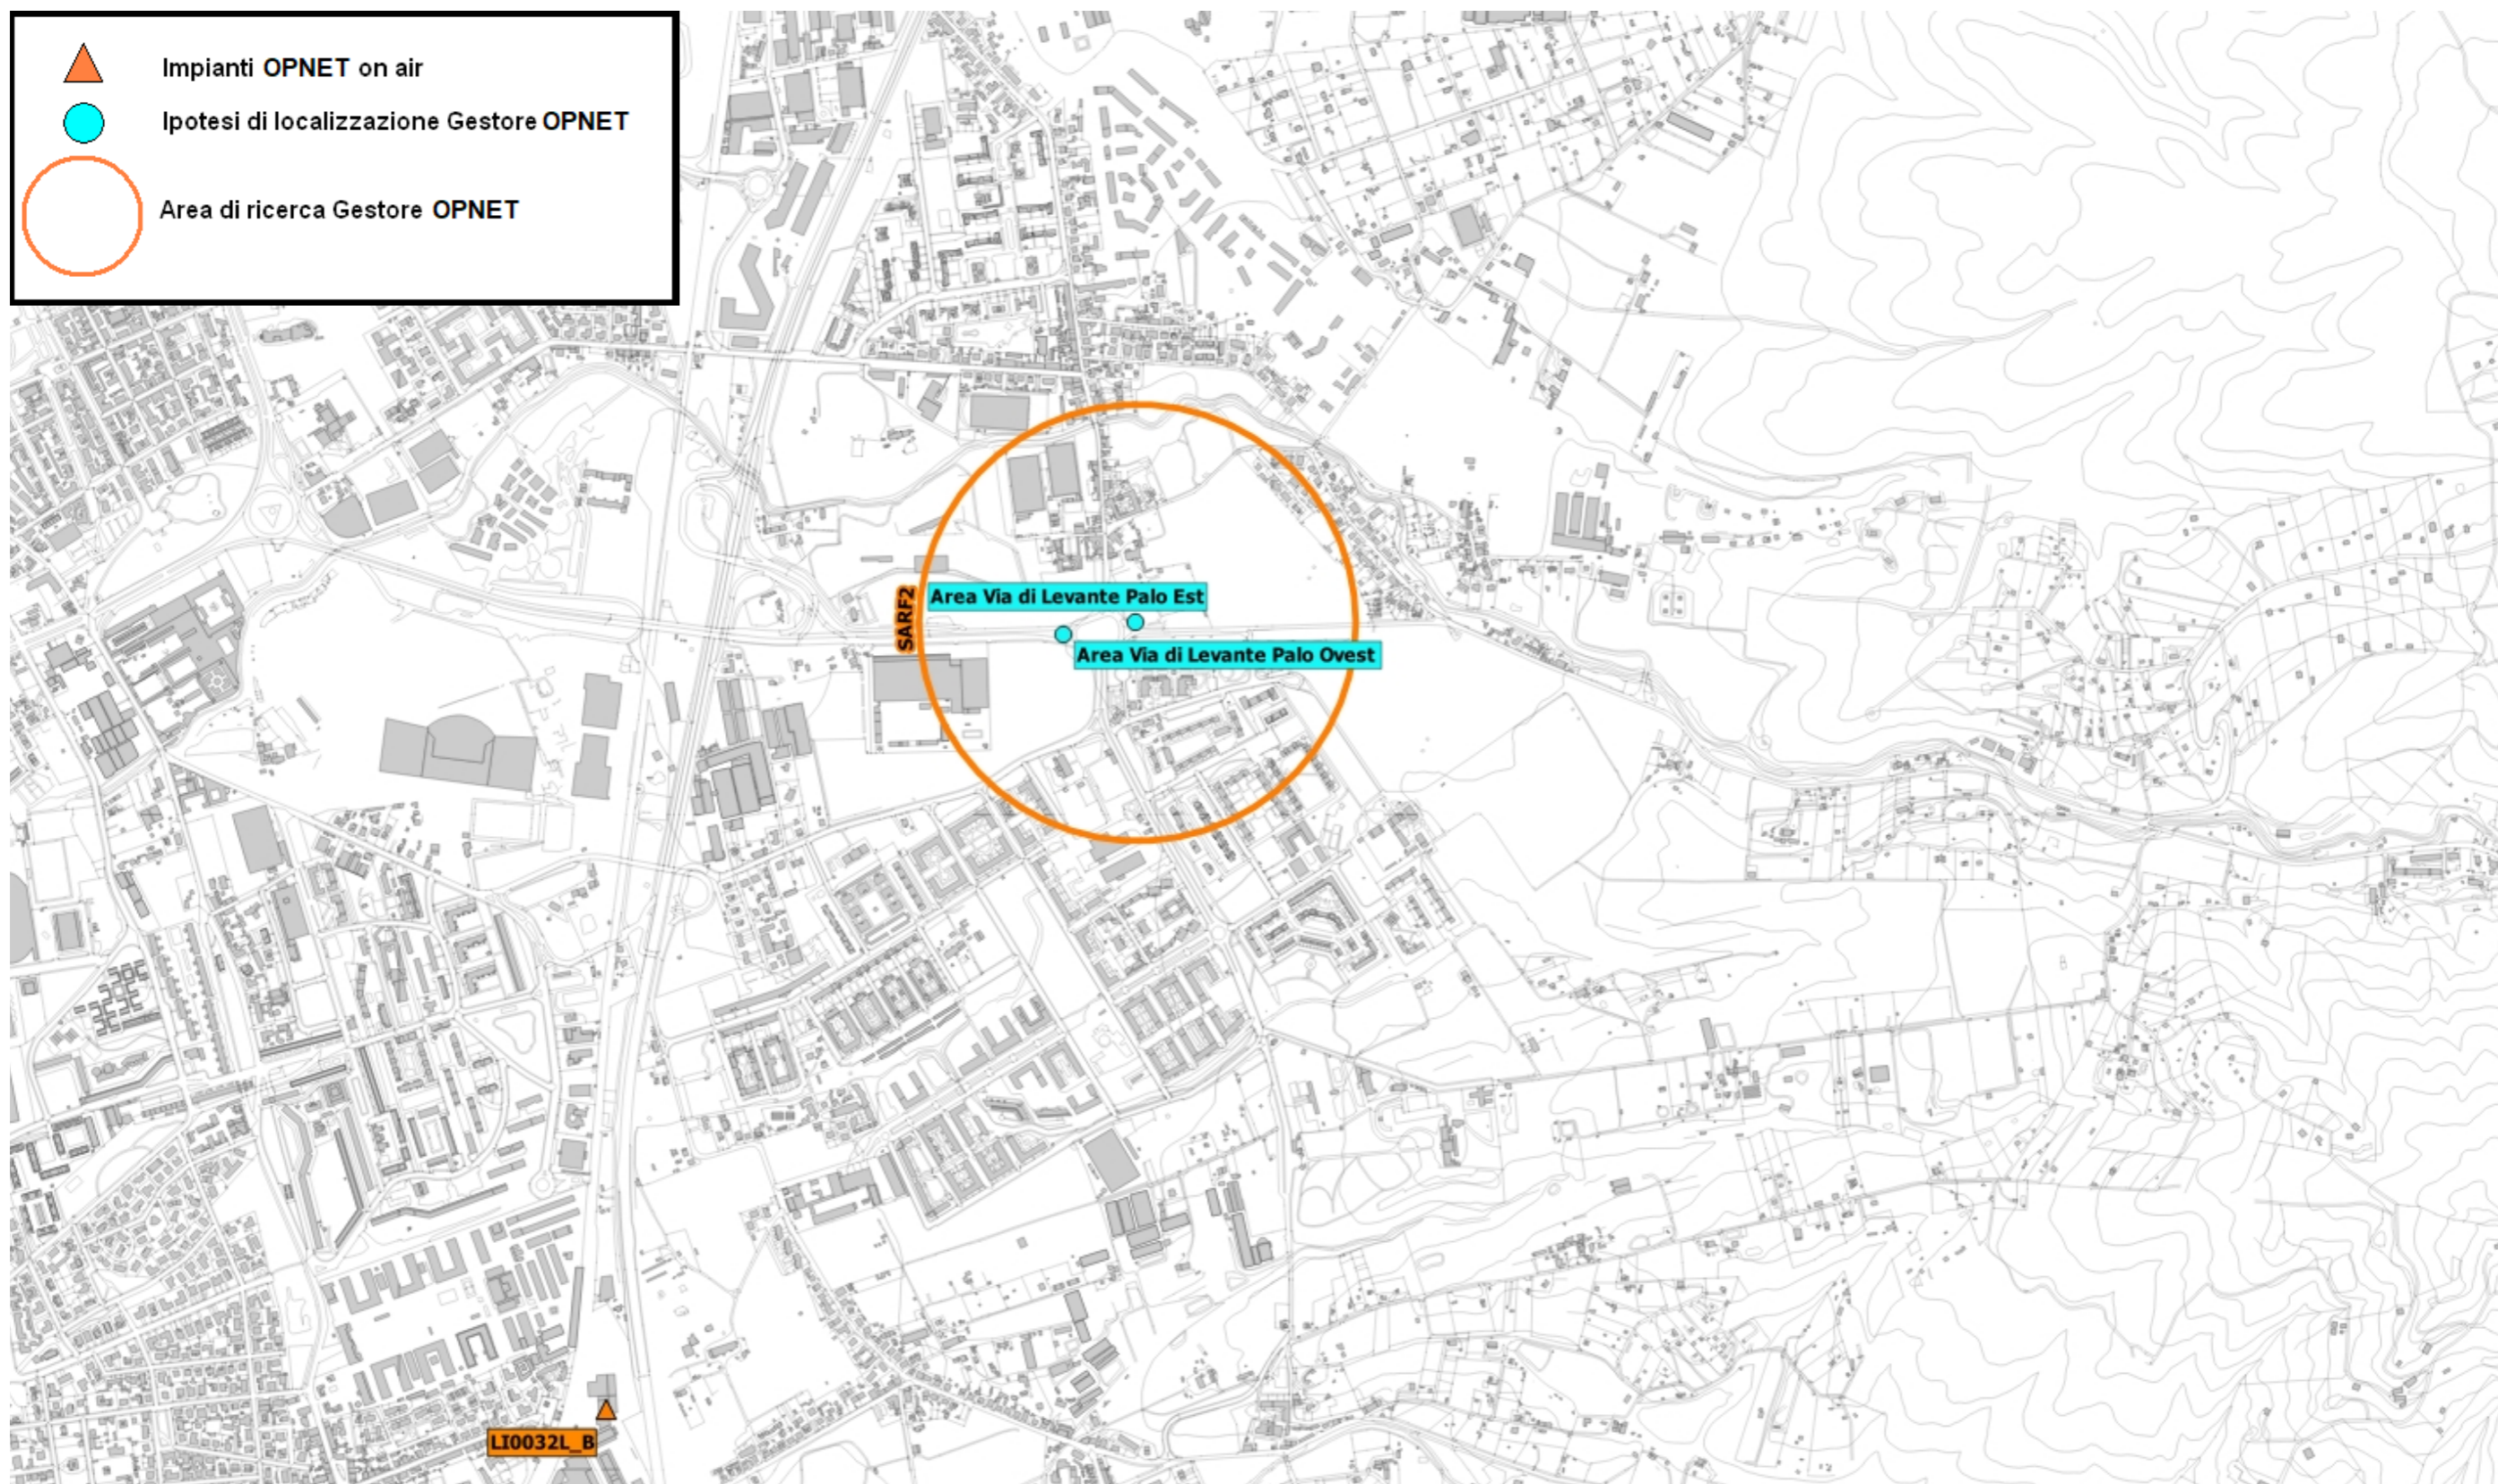 Impianti OPNET on air
Ipotesi di localizzazione Gestore OPNET
Area di ricerca Gestore OPNET
SARF2
Area Via di Levante Palo Est
Area Via di Levante Palo Ovest
LI0032L_B